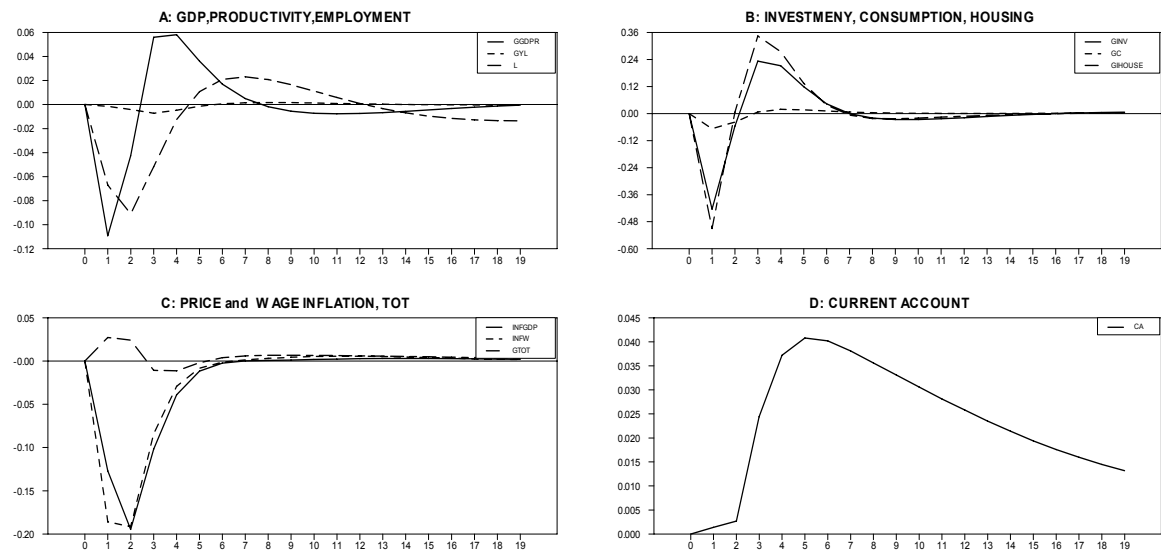 A: GDP,PRODUCTIVITY,EMPLOYMENT
0.06
0.04
0.02
0.00
-0.02
-0.04
-0.06
-0.08
-0.10
-0.12
GGDPR
GYL
L
0 1 2 3 4 5 6 7 8 9 10 11 12 13 14 15 16 17 18 19
B: INVESTMENY, CONSUMPTION, HOUSING
0.36
0.24
0.12
0.00
-0.12
-0.24
-0.36
-0.48
-0.60
GINV
GC
GIHOUSE
0 1 2 3 4 5 6 7 8 9 10 11 12 13 14 15 16 17 18 19
C: PRICE and WAGE INFLATION, TOT
0.05
-0.00
-0.05
-0.10
-0.15
-0.20
INFGDP
INFW
GTOT
0 1 2 3 4 5 6 7 8 9 10 11 12 13 14 15 16 17 18 19
D: CURRENT ACCOUNT
0.045
0.040
0.035
0.030
0.025
0.020
0.015
0.010
0.005
0.000
CA
0 1 2 3 4 5 6 7 8 9 10 11 12 13 14 15 16 17 18 19